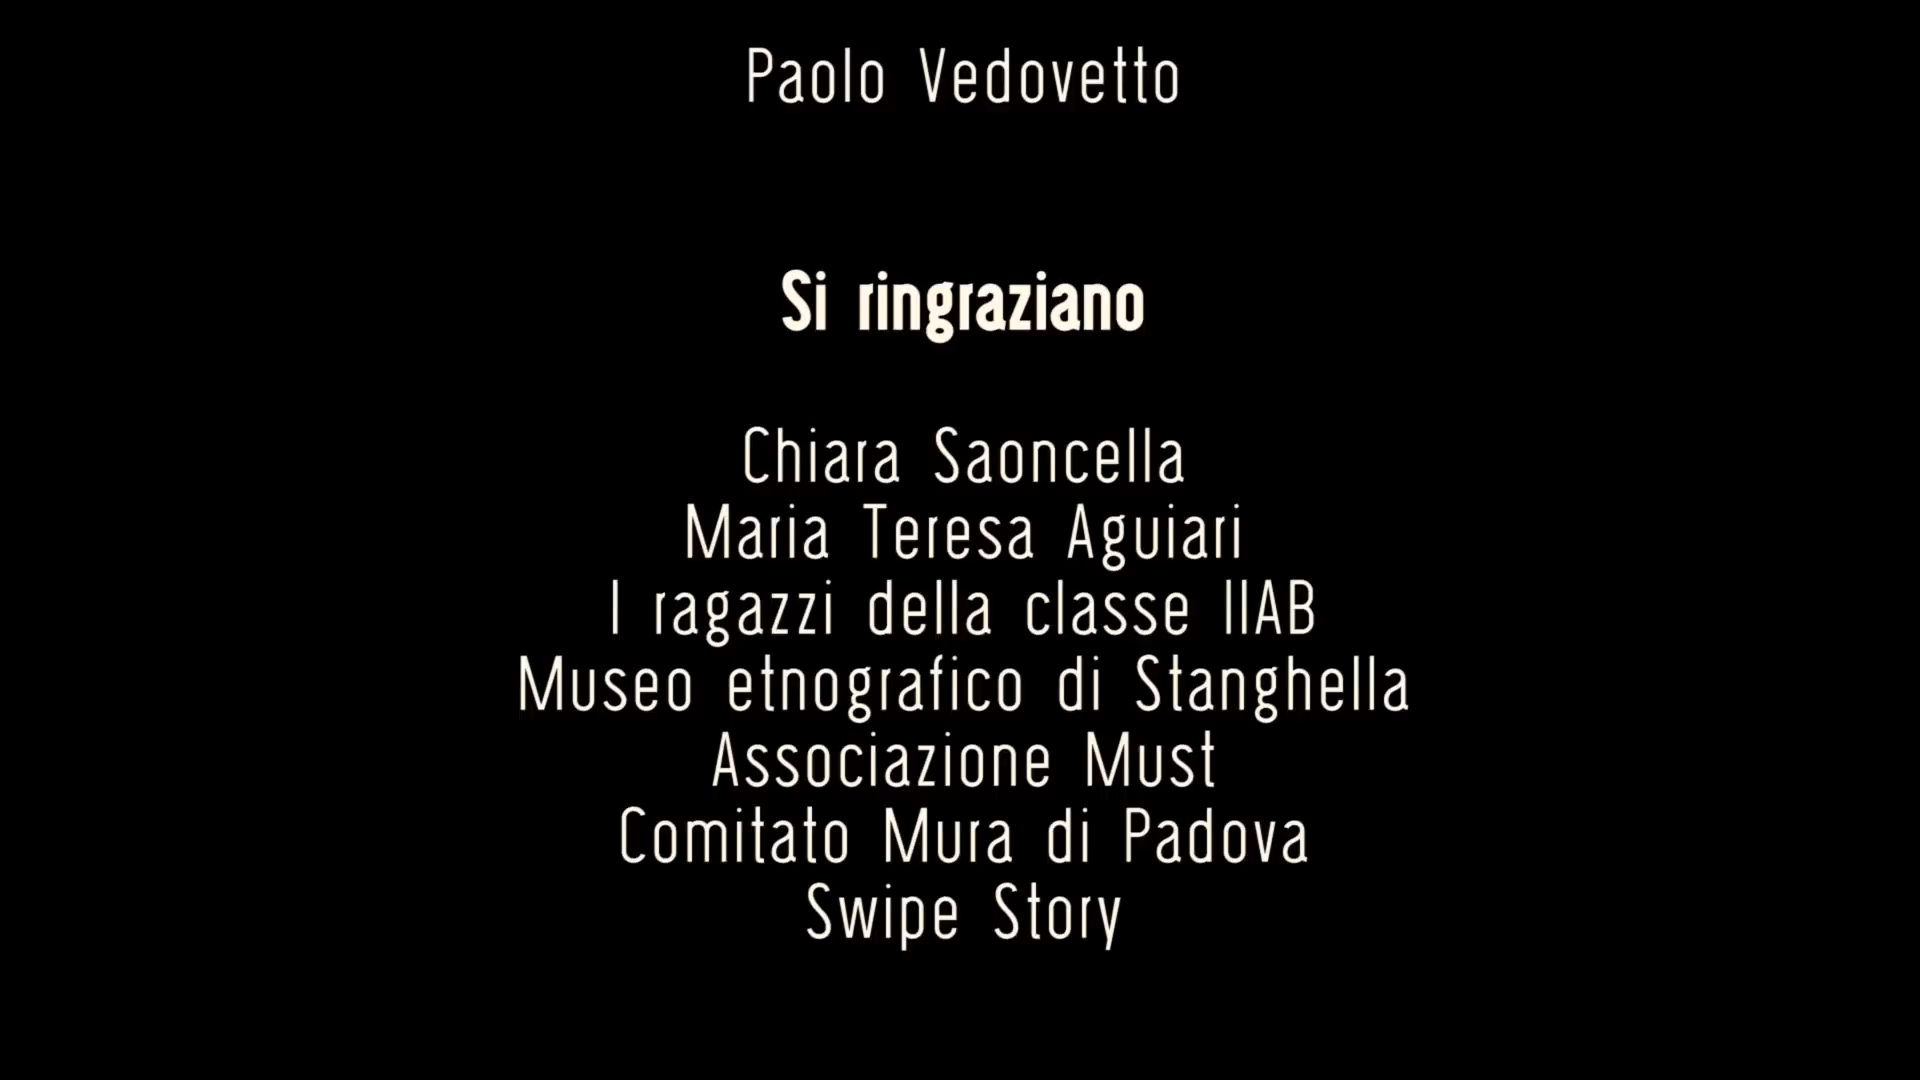 Paolo Vedovetto
Si ringraziano
Chiara Saoncella
Maria Teresa Aguiari
I ragazzi della classe IIAB
Museo etnografico di Stanghella
Associazione Must
Comitato Mura di Padova
Swipe Story